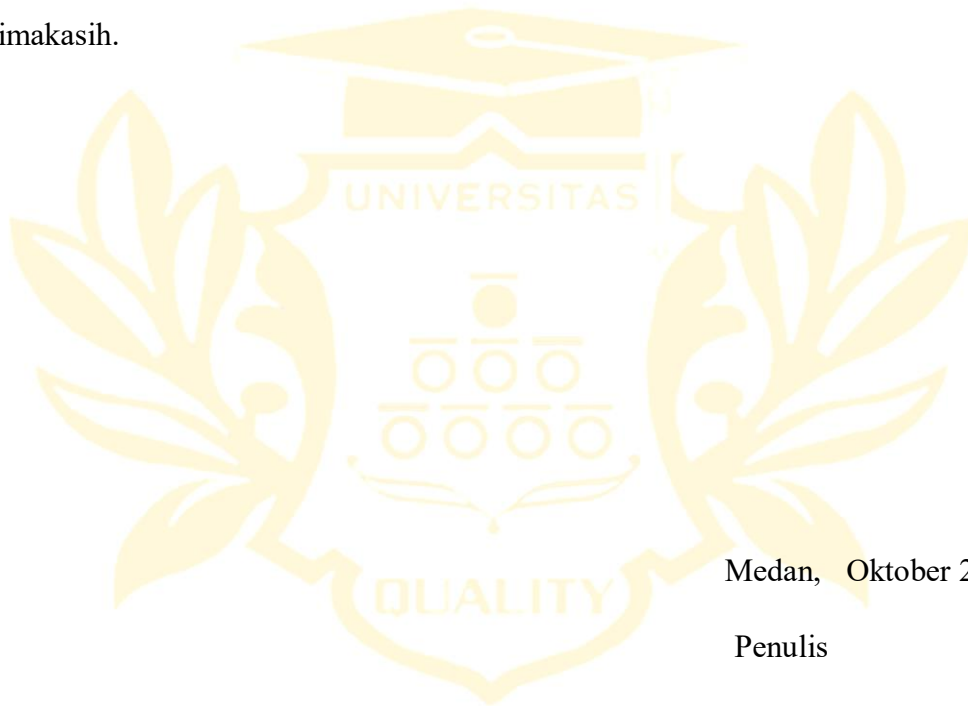 imakasih.
UNIVERSITAS
QUALITY
Medan, Oktober 2
Penulis